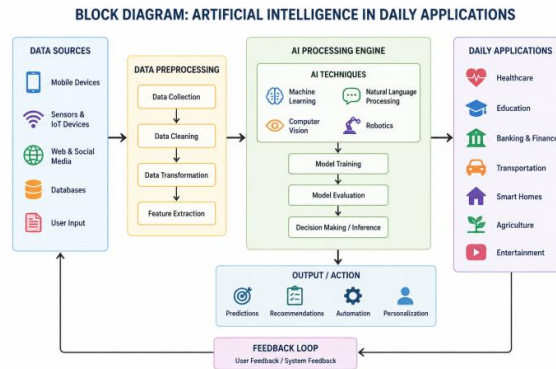 BLOCK DIAGRAM: ARTIFICIAL INTELLIGENCE IN DAILY APPLICATIONS
DATA SOURCES
Mobile Devices
Sensors &
IoT Devices
Web & Social
Media
Databases
User Input
DATA PREPROCESSING
Data Collection
Data Cleaning
Data Transformation
Feature Extraction
AI PROCESSING ENGINE
AI TECHNIQUES
Machine
Learning
Natural Language
Processing
Computer
Vision
Robotics
Model Training
Model Evaluation
Decision Making / Inference
DAILY APPLICATIONS
Healthcare
Education
Banking & Finance
Transportation
Smart Homes
Agriculture
Entertainment
OUTPUT / ACTION
Predictions
Recommendations
Automation
Personalization
FEEDBACK LOOP
User Feedback / System Feedback